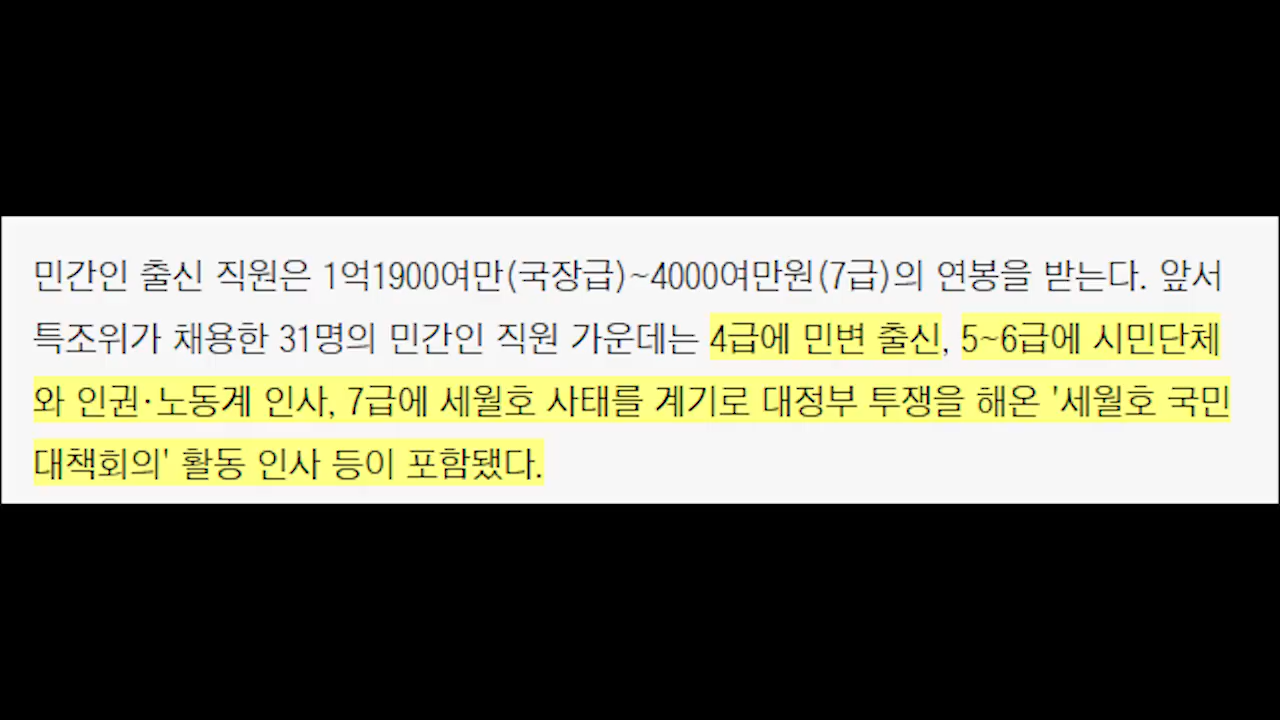 민간인 출신 직원은 1억1900여만(국장급)~4000여만원(7급)의 연봉을 받는다. 앞서
특조위가 채용한 31명의 민간인 직원 가운데는 4급에 민변 출신, 5~6급에 시민단체
와 인권·노동계 인사, 7급에 세월호 사태를 계기로 대정부 투쟁을 해온 '세월호 국민
대책회의' 활동 인사 등이 포함됐다.